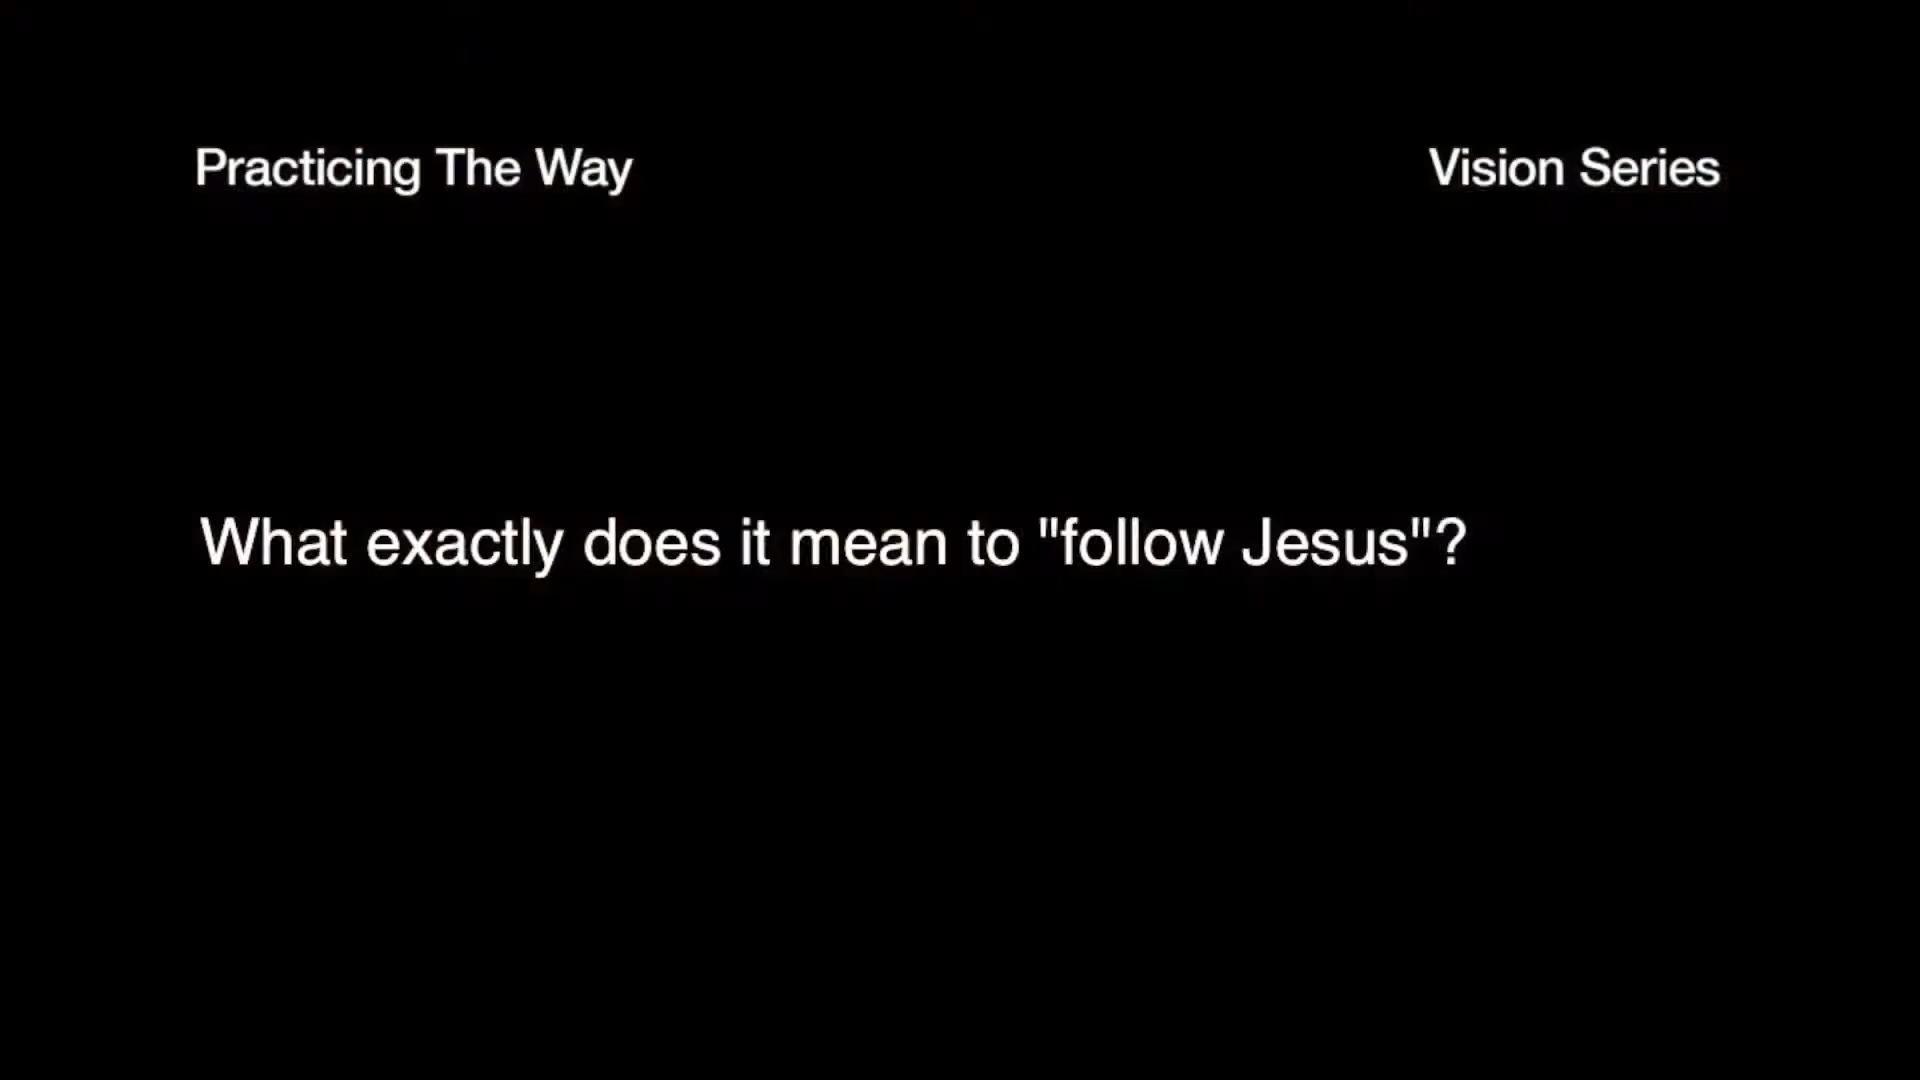 Practicing The Way
Vision Series
What exactly does it mean to "follow Jesus"?